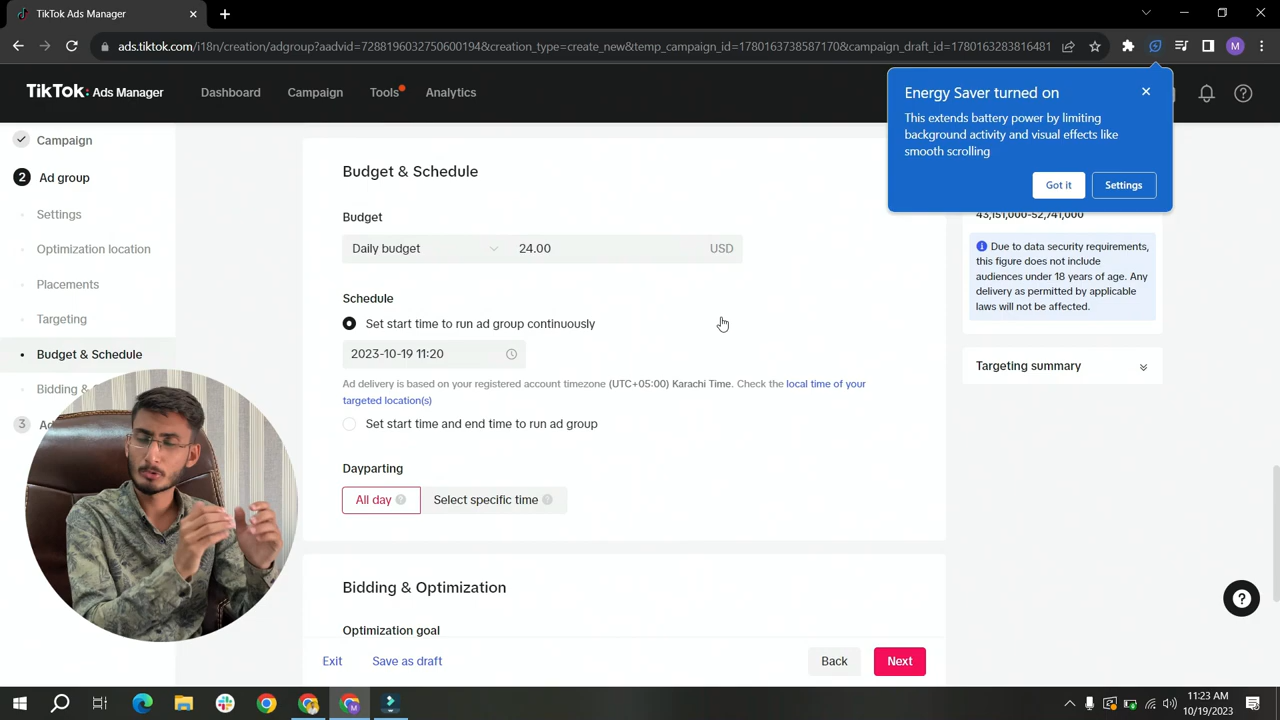 TikTok Ads Manager
ads.tiktok.com/i18n/creation/adgroup?aadvid=7288196032750600194&creation_type=create_new&temp_campaign_id=1780163738587170&campaign_draft_id=1780163283816481
M
TikTok: Ads Manager
Dashboard
Campaign
Tools
Analytics
Energy Saver turned on
This extends battery power by limiting
background activity and visual effects like
smooth scrolling
Got it
Settings
Campaign
2 Ad group
Settings
Optimization location
Placements
Targeting
Budget & Schedule
Bidding &
3
Budget & Schedule
Budget
Daily budget
24.00
USD
Schedule
Set start time to run ad group continuously
2023-10-19 11:20
Ad delivery is based on your registered account timezone (UTC+05:00) Karachi Time. Check the local time of your
targeted location(s)
Set start time and end time to run ad group
Dayparting
All day
Select specific time
Bidding & Optimization
Optimization goal
Exit
Save as draft
Back
Next
43,151,000-52,741,000
Due to data security requirements,
this figure does not include
audiences under 18 years of age. Any
delivery as permitted by applicable
laws will not be affected.
Targeting summary
11:23 AM
10/19/2023